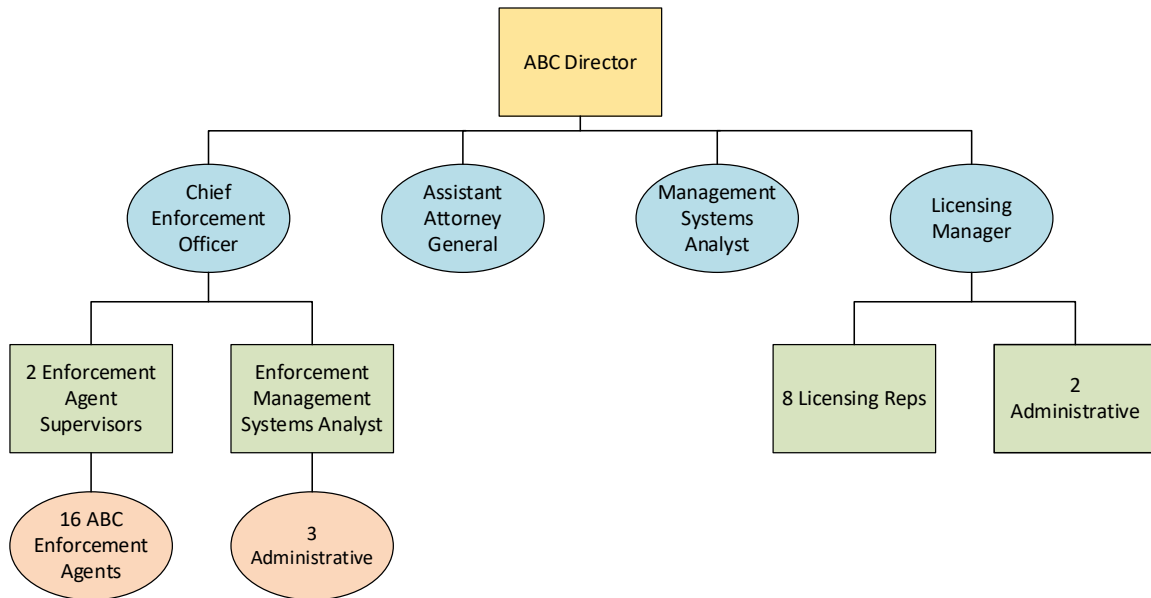 ABC Director
Chief
Enforcement
Officer
Assistant
Attorney
General
Management
Systems
Analyst
Licensing
Manager
2 Enforcement
Agent
Supervisors
Enforcement
Management
Systems Analyst
8 Licensing Reps
2
Administrative
16 ABC
Enforcement
Agents
3
Administrative